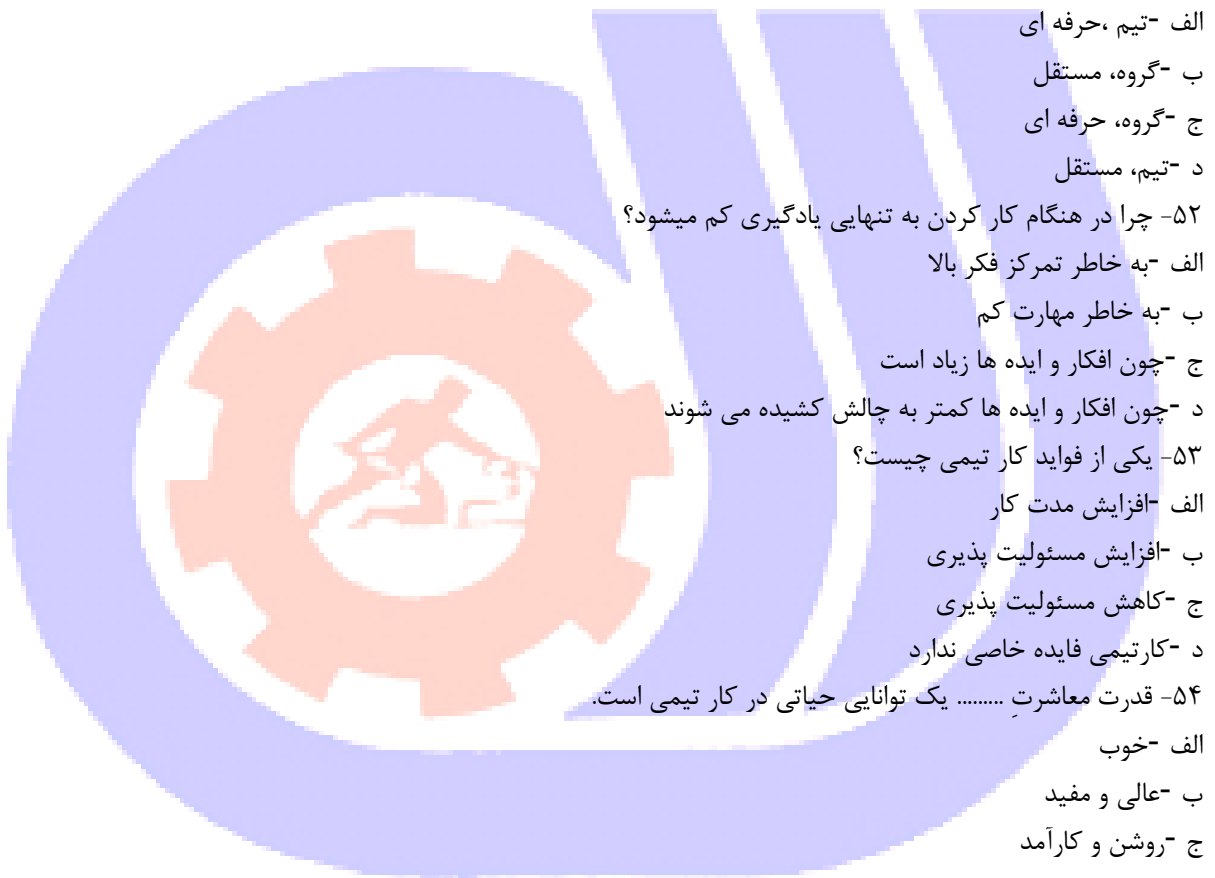 الف -تیم ،حرفه ای
ب -گروه، مستقل
ج -گروه، حرفه ای
د -تیم، مستقل
۵۲- چرا در هنگام کار کردن به تنهایی یادگیری کم میشود؟
الف -به خاطر تمرکز فکر بالا
ب -به خاطر مهارت کم
ج -چون افکار و ایده ها زیاد است
د -چون افکار و ایده ها کمتر به چالش کشیده می شوند
۵۳- یکی از فواید کار تیمی چیست؟
الف -افزایش مدت کار
ب -افزایش مسئولیت پذیری
ج -کاهش مسئولیت پذیری
د -کارتیمی فایده خاصی ندارد
۵۴- قدرت معاشرتِ ......... یک توانایی حیاتی در کار تیمی است.
الف -خوب
ب -عالی و مفید
ج -روشن و کارآمد